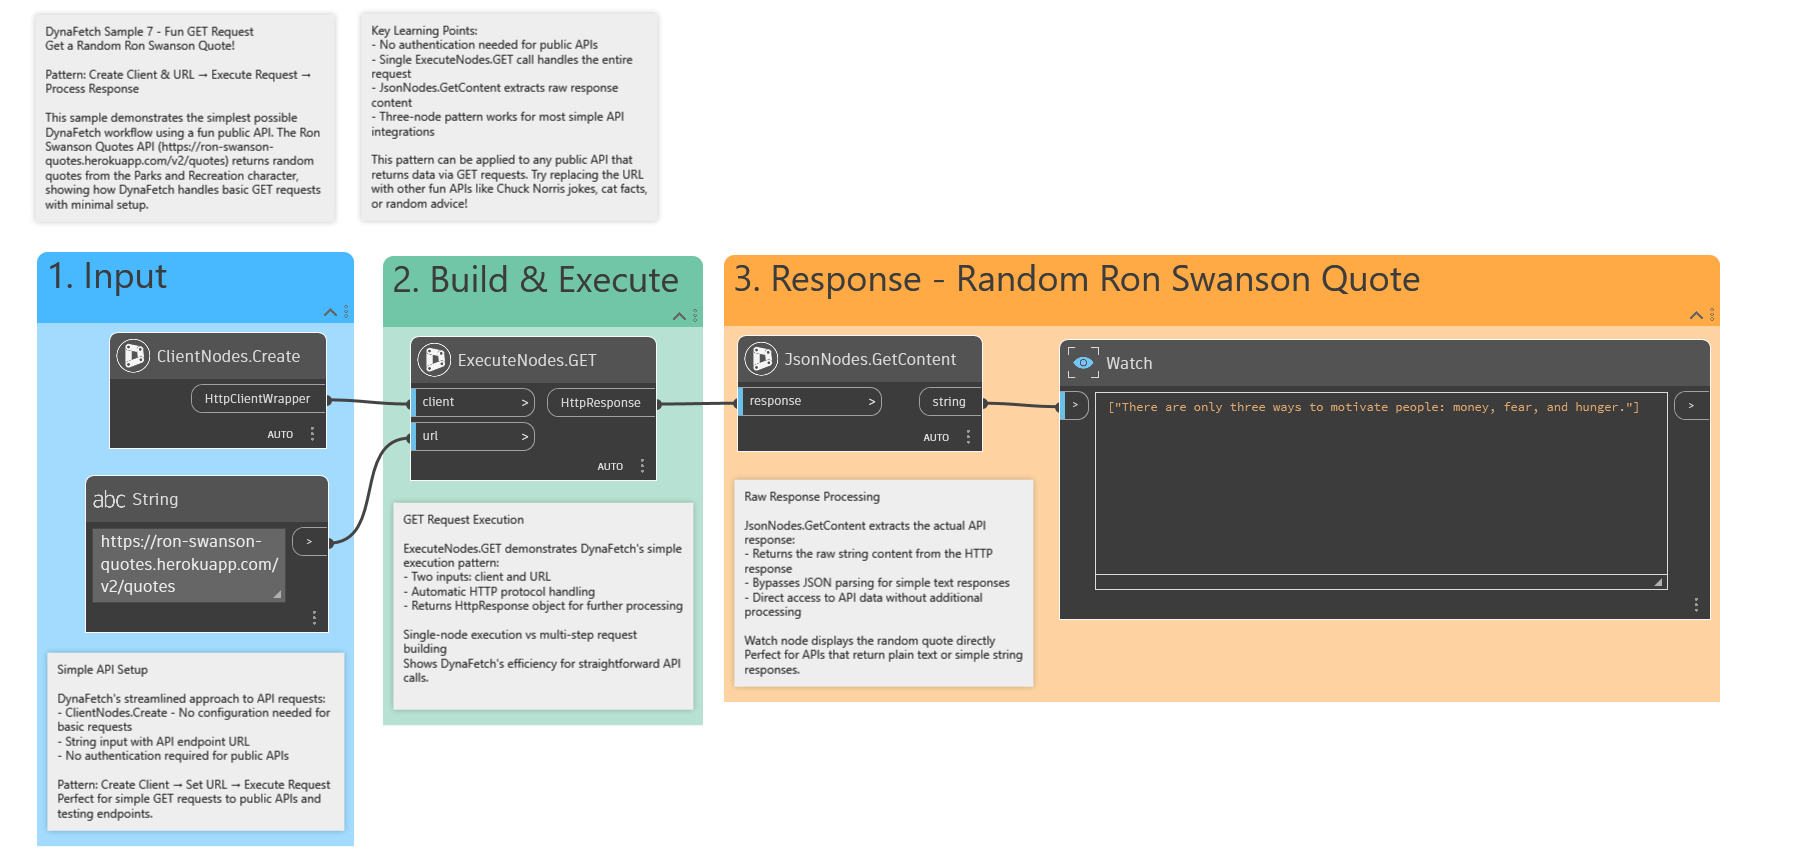 DynaFetch Sample 7 - Fun GET Request
Get a Random Ron Swanson Quote!
Pattern: Create Client & URL → Execute Request →
Process Response
This sample demonstrates the simplest possible
DynaFetch workflow using a fun public API. The Ron
Swanson Quotes API (https://ron-swanson-
quotes.herokuapp.com/v2/quotes) returns random
quotes from the Parks and Recreation character,
showing how DynaFetch handles basic GET requests
with minimal setup.
Key Learning Points:
- No authentication needed for public APIs
- Single ExecuteNodes.GET call handles the entire
request
- JsonNodes.GetContent extracts raw response
content
- Three-node pattern works for most simple API
integrations
This pattern can be applied to any public API that
returns data via GET requests. Try replacing the URL
with other fun APIs like Chuck Norris jokes, cat facts,
or random advice!
1. Input
ClientNodes.Create
HttpClientWrapper
AUTO
abc String
https://ron-swanson-
quotes.herokuapp.com/
v2/quotes
>
Simple API Setup
DynaFetch's streamlined approach to API requests:
- ClientNodes.Create - No configuration needed for
basic requests
- String input with API endpoint URL
- No authentication required for public APIs
Pattern: Create Client → Set URL → Execute Request
Perfect for simple GET requests to public APIs and
testing endpoints.
2. Build & Execute
ExecuteNodes.GET
client >
HttpResponse
url >
AUTO
GET Request Execution
ExecuteNodes.GET demonstrates DynaFetch's simple
execution pattern:
- Two inputs: client and URL
- Automatic HTTP protocol handling
- Returns HttpResponse object for further processing
Single-node execution vs multi-step request
building
Shows DynaFetch's efficiency for straightforward API
calls.
3. Response - Random Ron Swanson Quote
JsonNodes.GetContent
response >
string
AUTO
Raw Response Processing
JsonNodes.GetContent extracts the actual API
response:
- Returns the raw string content from the HTTP
response
- Bypasses JSON parsing for simple text responses
- Direct access to API data without additional
processing
Watch node displays the random quote directly
Perfect for APIs that return plain text or simple string
responses.
Watch
>
["There are only three ways to motivate people: money, fear, and hunger."]
>